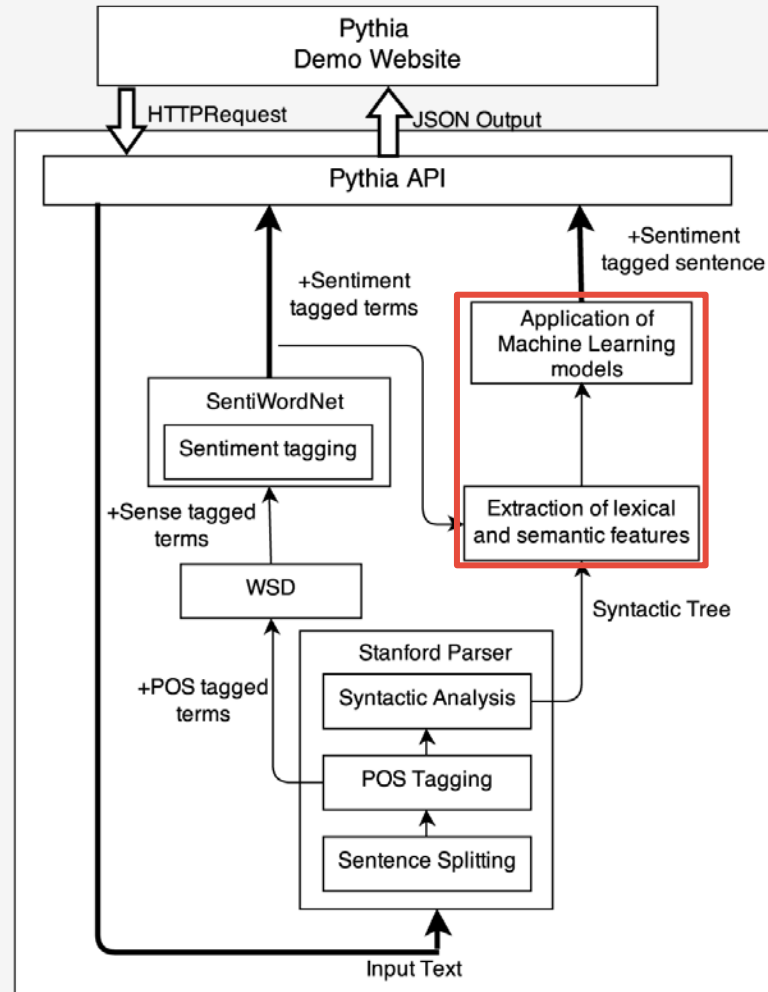 Pythia
Demo Website
HTTPRequest
JSON Output
Pythia API
+Sentiment
tagged sentence
+Sentiment
tagged terms
Application of
Machine Learning
models
SentiWordNet
Sentiment tagging
Extraction of lexical
and semantic features
+Sense tagged
terms
WSD
Syntactic Tree
Stanford Parser
+POS tagged
terms
Syntactic Analysis
POS Tagging
Sentence Splitting
Input Text